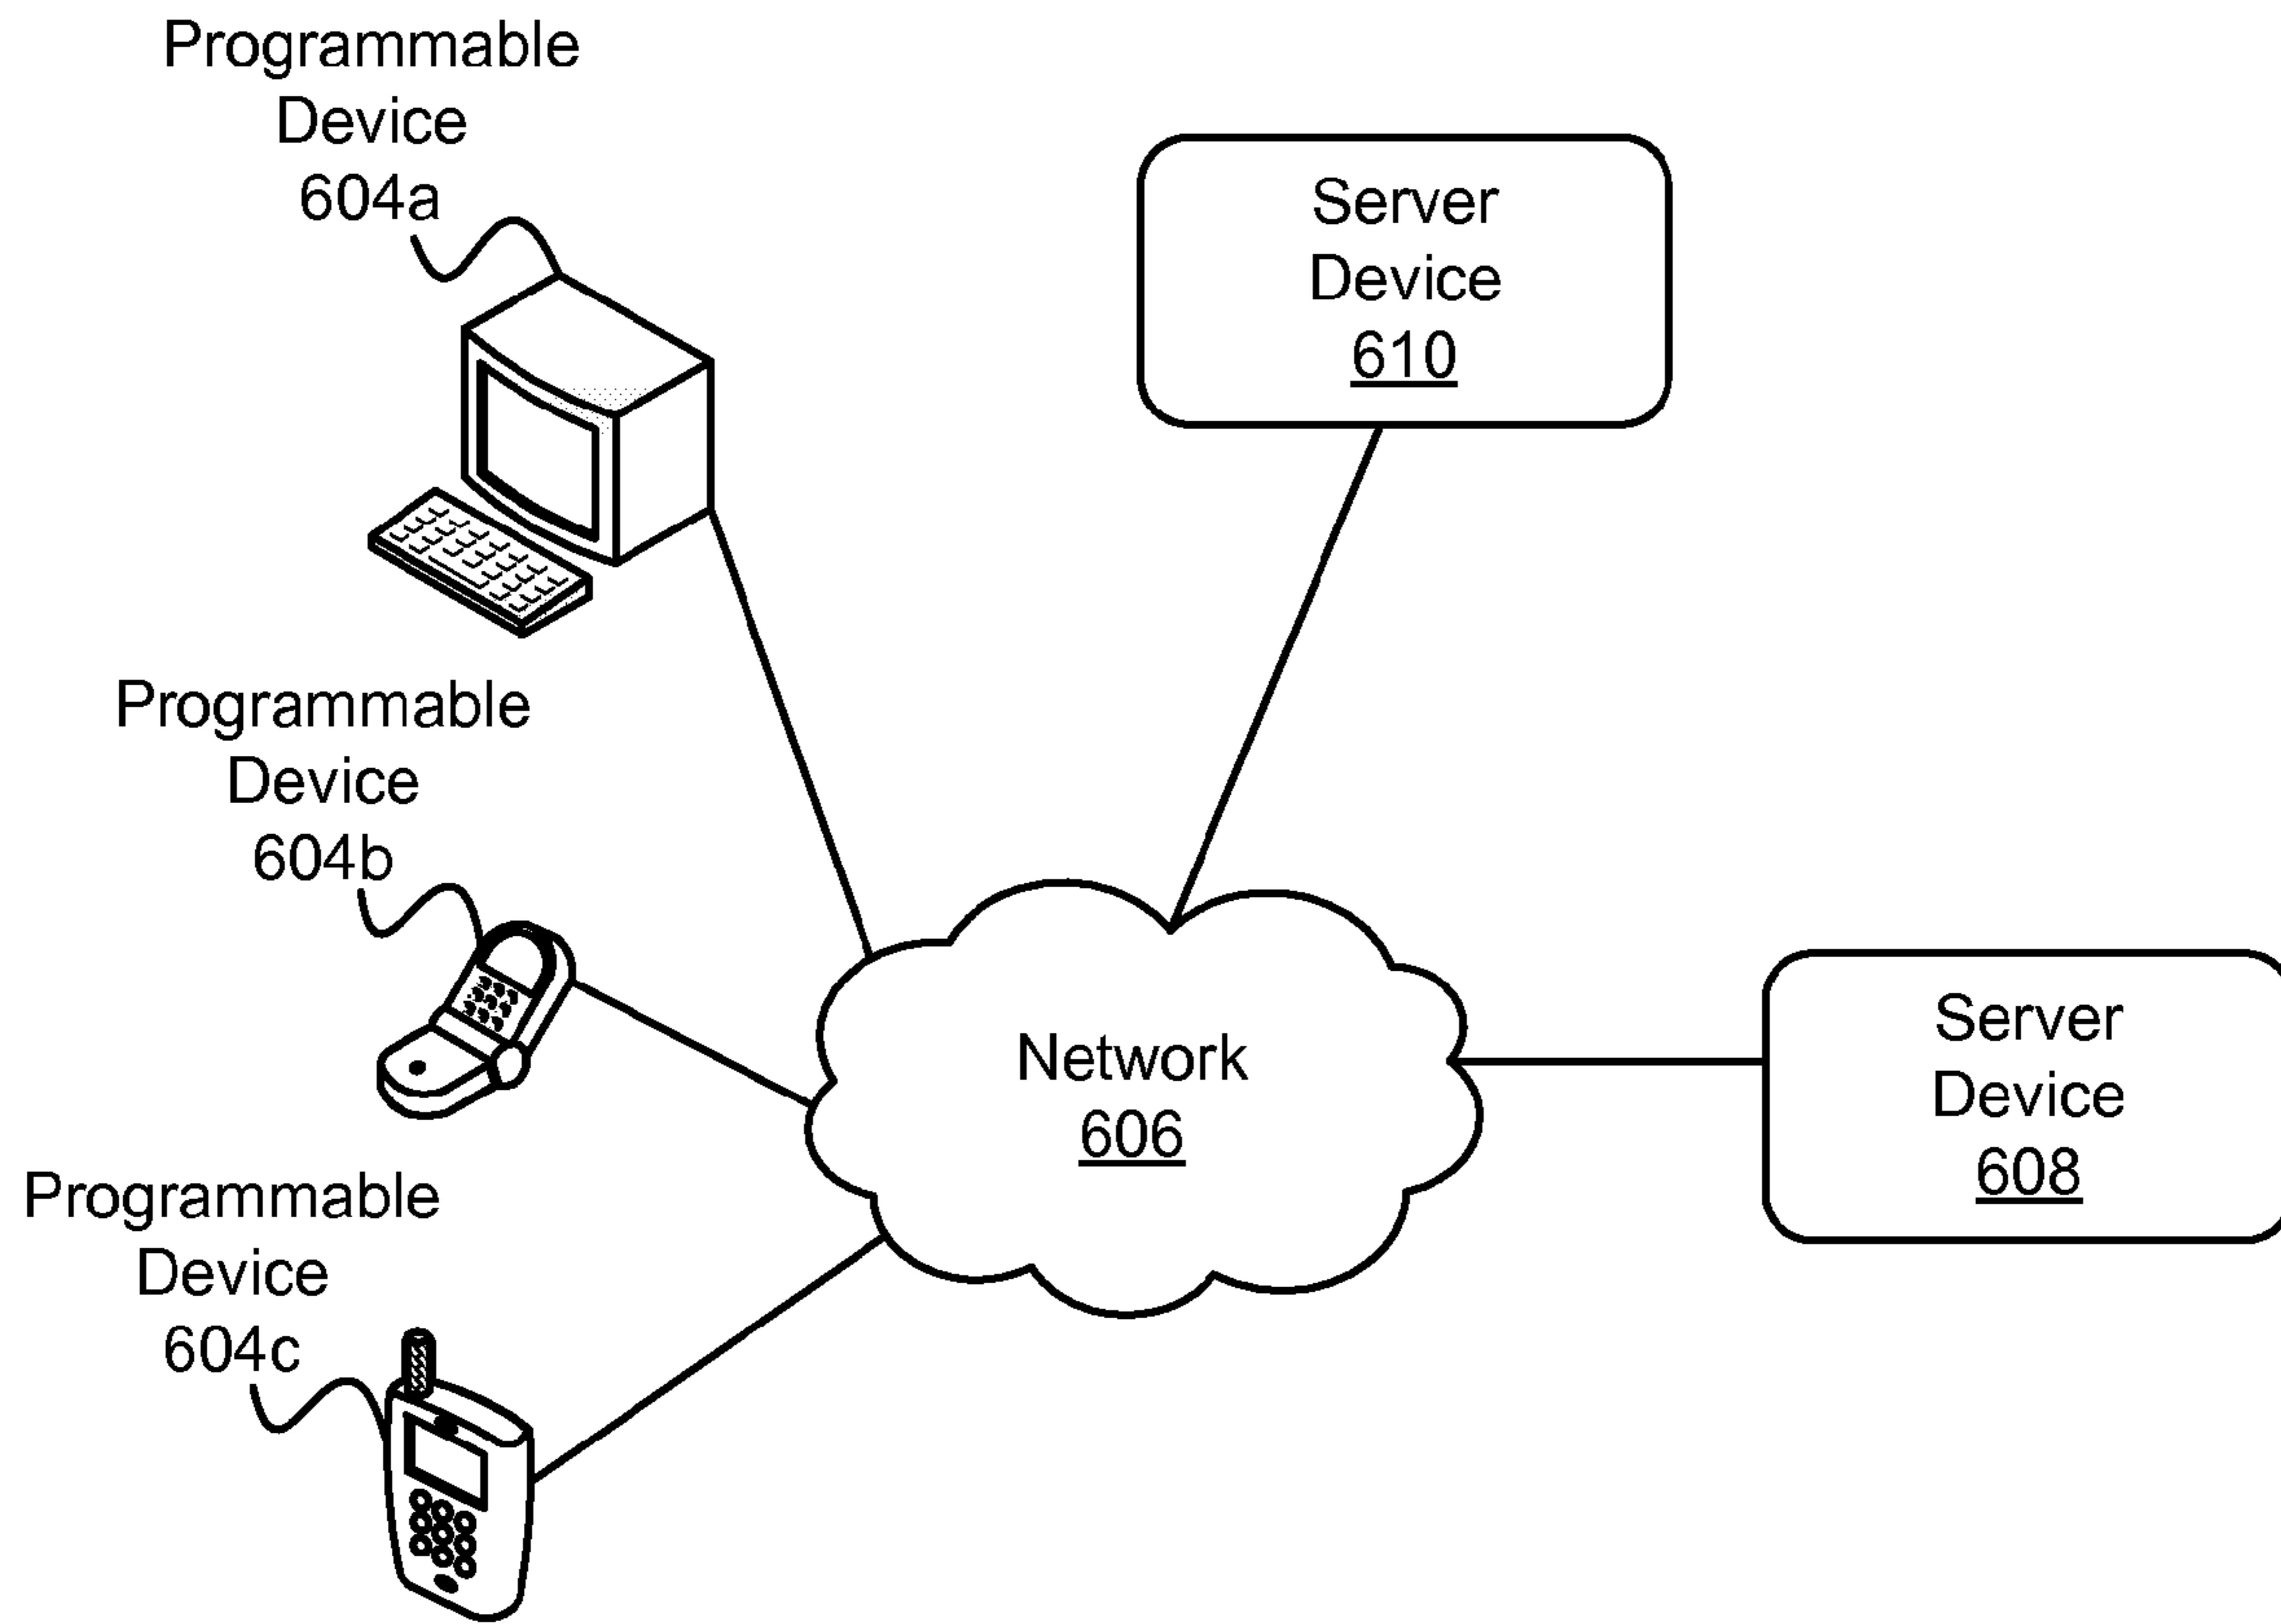 Programmable
Device
604a
Server
Device
610
Programmable
Device
604b
Network
606
Server
Device
608
Programmable
Device
604c